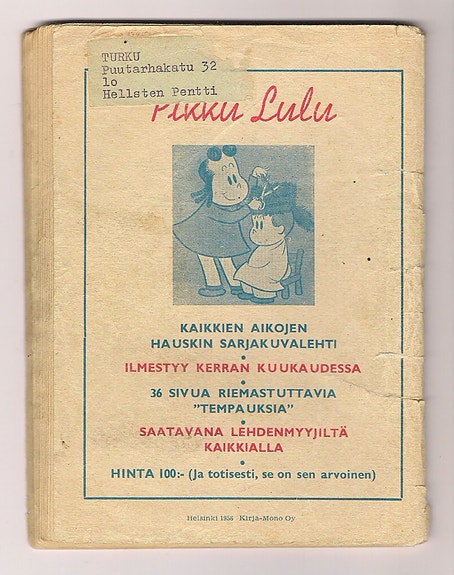 TURKU
Puutarhakatu 32
lo
Hellsten Pentti
Pikku Lulu
KAIKKIEN AIKOJEN
HAUSKIN SARJAKUVALEHTI
ILMESTYY KERRAN KUUKAUDESSA
36 SIVUA RIEMASTUTTAVIA
”TEMPAUKSIA”
SAATAVANA LEHDENMYYJILTÄ
KAIKKIALLA
HINTA 100:- (Ja totisesti, se on sen arvoinen)
Helsinki 1956 Kirja-Mono Oy